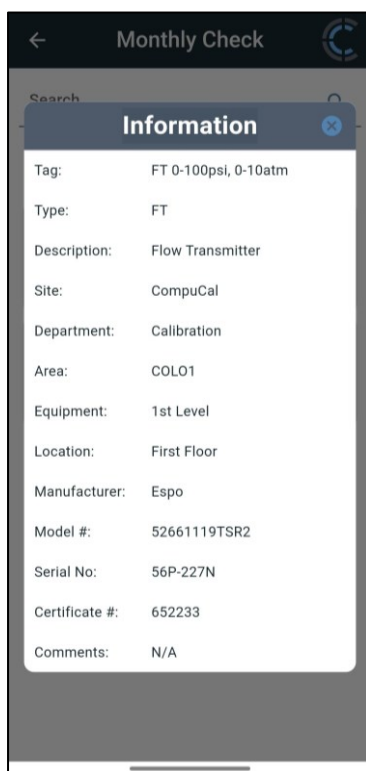 Monthly Check
Search
Information
Tag: FT 0-100psi, 0-10atm
Type: FT
Description: Flow Transmitter
Site: CompuCal
Department: Calibration
Area: COLO1
Equipment: 1st Level
Location: First Floor
Manufacturer: Espo
Model #: 52661119TSR2
Serial No: 56P-227N
Certificate #: 652233
Comments: N/A